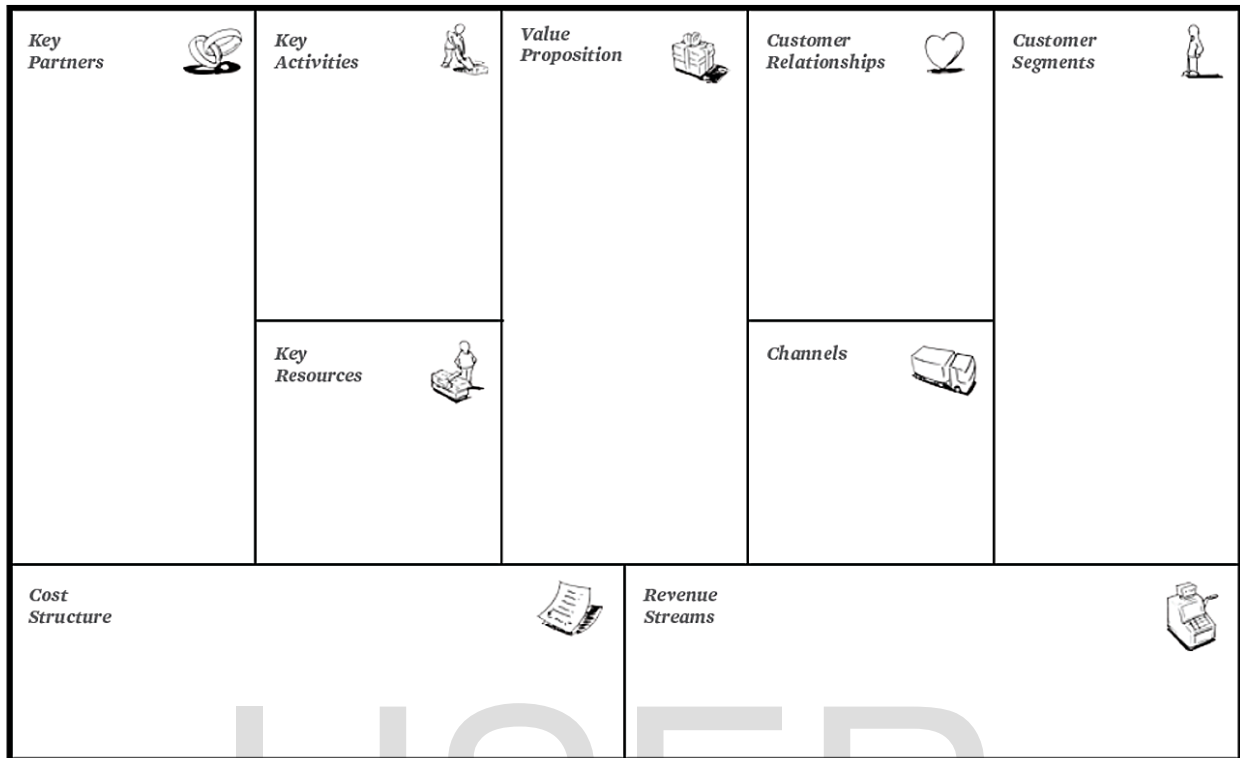 Key
Partners
Key
Activities
Value
Proposition
Customer
Relationships
Customer
Segments
Key
Resources
Channels
Cost
Structure
Revenue
Streams